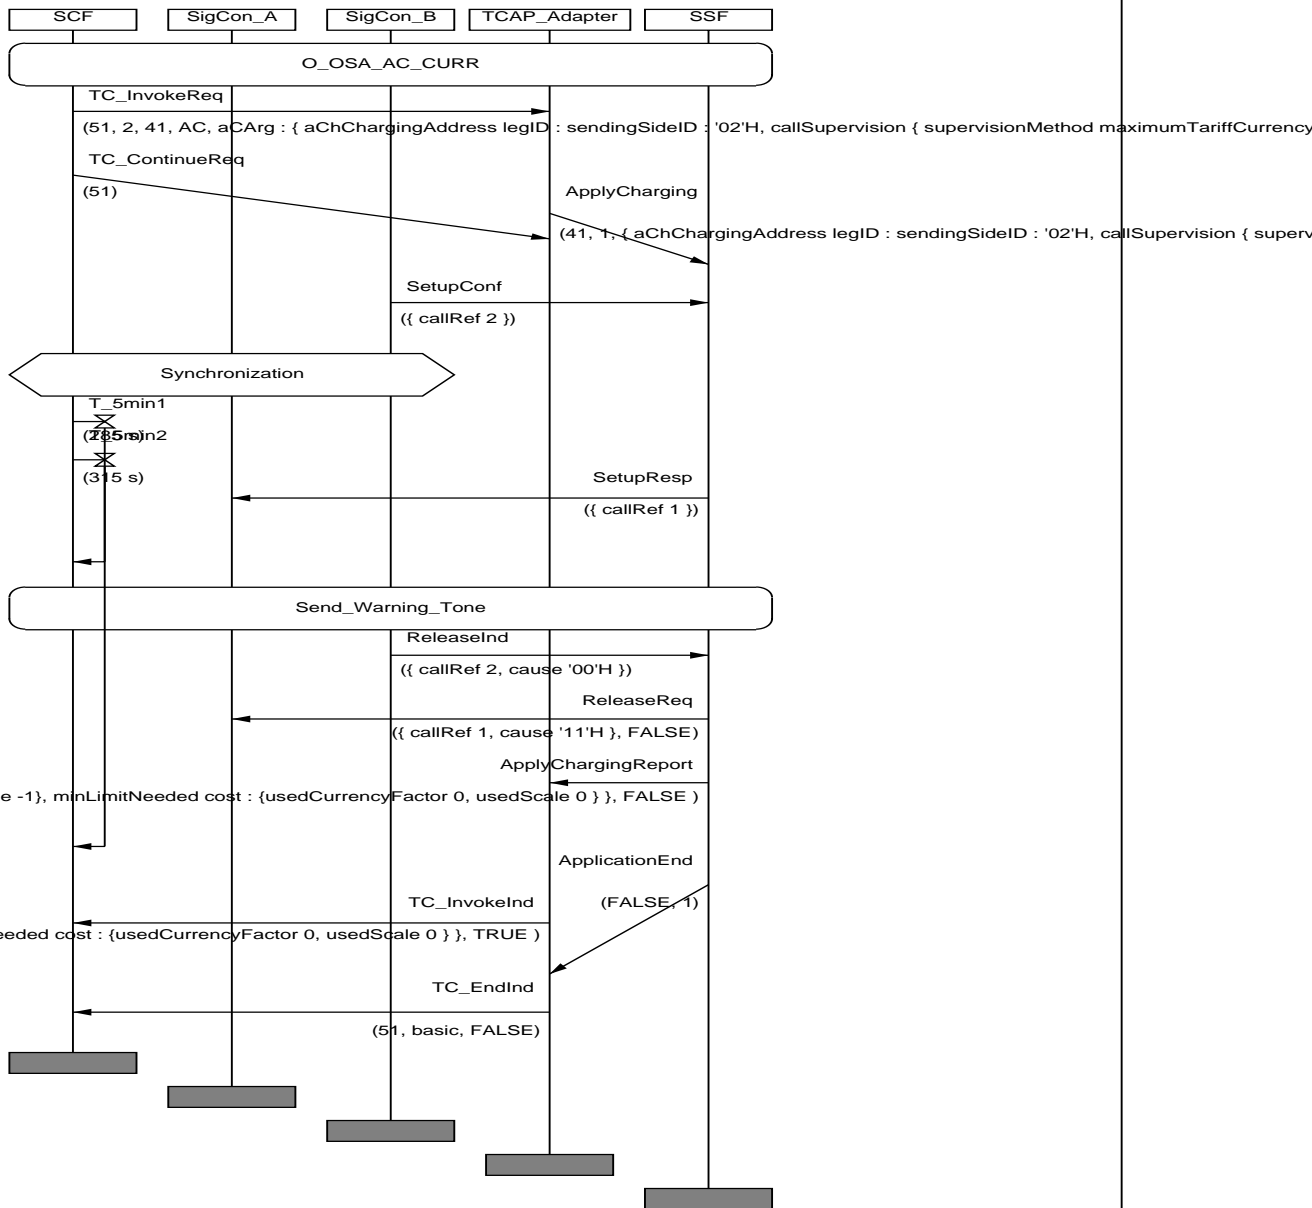 SCF SigCon_A SigCon_B TCAP_Adapter SSF
O_OSA_AC_CURR
TC_InvokeReq
(51, 2, 41, AC, aCArg : { aChChargingAddress legID : sendingSideID : '02'H, callSupervision { supervisionMethod maximumTariffCurrency
TC_ContinueReq
(51)
ApplyCharging
(41, 1, { aChChargingAddress legID : sendingSideID : '02'H, callSupervision { superv
SetupConf
({ callRef 2 })
Synchronization
T_5min1
(285 s)
T_5min2
(315 s)
SetupResp
({ callRef 1 })
Send_Warning_Tone
ReleaseInd
({ callRef 2, cause '00'H })
ReleaseReq
({ callRef 1, cause '11'H }, FALSE)
ApplyChargingReport
e -1}, minLimitNeeded cost : {usedCurrencyFactor 0, usedScale 0 } }, FALSE )
ApplicationEnd
(FALSE, 1)
TC_InvokeInd
eeded cost : {usedCurrencyFactor 0, usedScale 0 } }, TRUE )
TC_EndInd
(51, basic, FALSE)